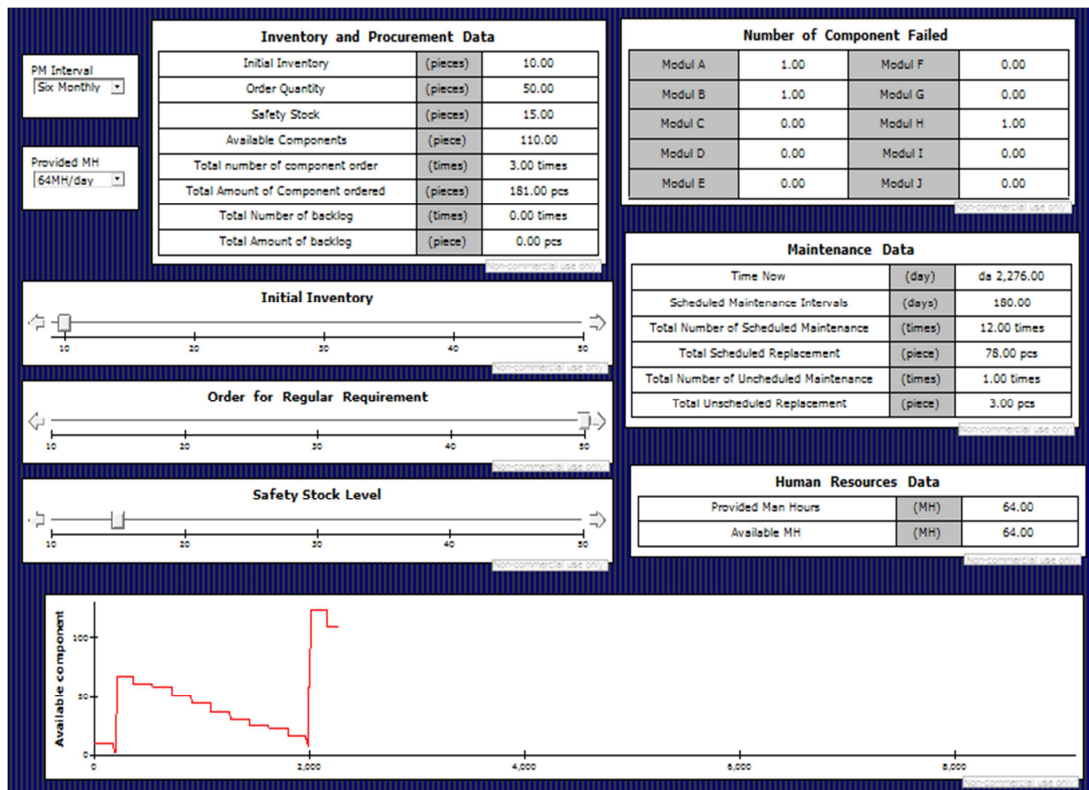 PM Interval
Six Monthly
Provided MH
64MH/day
Inventory and Procurement Data
Initial Inventory (pieces) 10.00
Order Quantity (pieces) 50.00
Safety Stock (pieces) 15.00
Available Components (piece) 110.00
Total number of component order (times) 3.00 times
Total Amount of Component ordered (pieces) 181.00 pcs
Total Number of backlog (times) 0.00 times
Total Amount of backlog (piece) 0.00 pcs
Non-commercial use only!
Number of Component Failed
Modul A 1.00 Modul F 0.00
Modul B 1.00 Modul G 0.00
Modul C 0.00 Modul H 1.00
Modul D 0.00 Modul I 0.00
Modul E 0.00 Modul J 0.00
Non-commercial use only!
Maintenance Data
Time Now (day) da 2,276.00
Scheduled Maintenance Intervals (days) 180.00
Total Number of Scheduled Maintenance (times) 12.00 times
Total Scheduled Replacement (piece) 78.00 pcs
Total Number of Uncheduled Maintenance (times) 1.00 times
Total Unscheduled Replacement (piece) 3.00 pcs
Non-commercial use only!
Initial Inventory
10 20 30 40 50
Non-commercial use only!
Order for Regular Requirement
10 20 30 40 50
Non-commercial use only!
Safety Stock Level
10 20 30 40 50
Non-commercial use only!
Human Resources Data
Provided Man Hours (MH) 64.00
Available MH (MH) 64.00
Non-commercial use only!
Available component
100
50
0
0 2,000 4,000 6,000 8,000
Non-commercial use only!